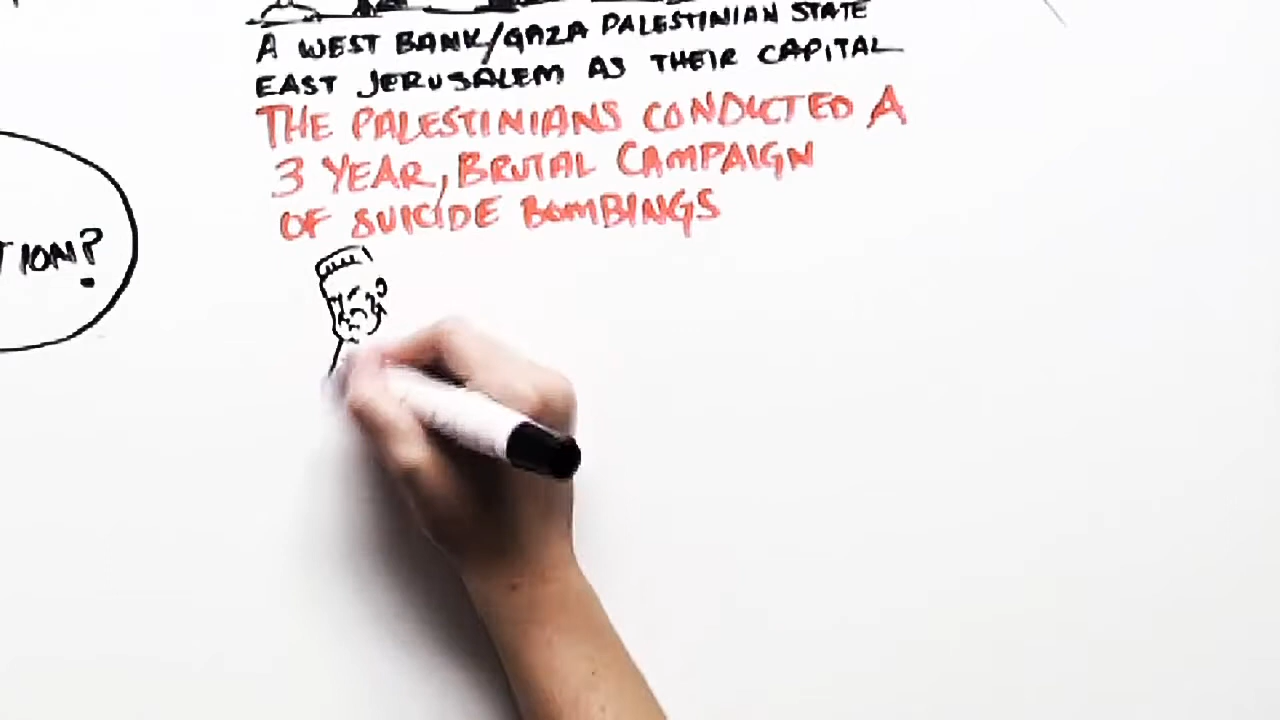 A WEST BANK/GAZA PALESTINIAN STATE
EAST JERUSALEM AS THEIR CAPITAL
THE PALESTINIANS CONDUCTED A
3 YEAR, BRUTAL CAMPAIGN
OF SUICIDE BOMBINGS
TION?